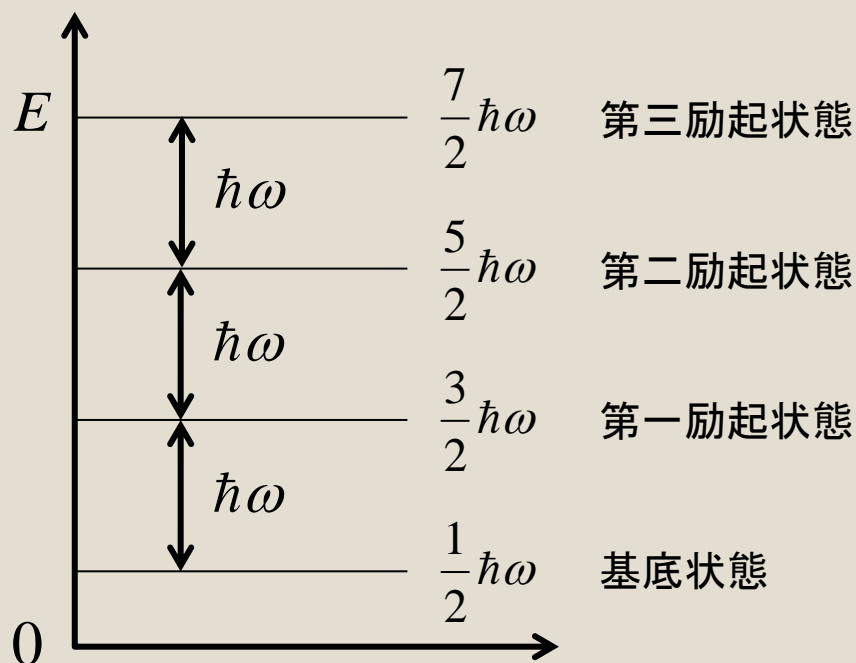 E 7/2 ħω 第三励起状態
ħω
5/2 ħω 第二励起状態
ħω
3/2 ħω 第一励起状態
ħω
1/2 ħω 基底状態
0